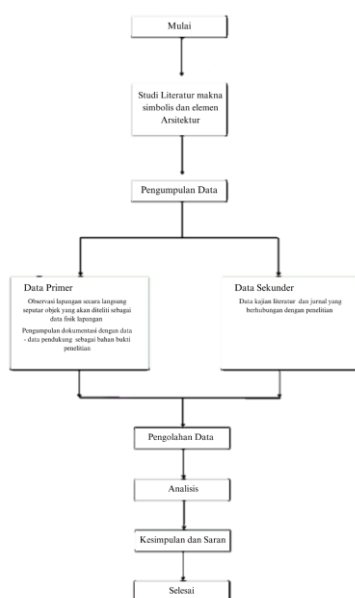 Mulai
Studi Literatur makna
simbolis dan elemen
Arsitektur
Pengumpulan Data
Data Primer
Observasi lapangan secara langsung
seputar objek yang akan diteliti sebagai
data fisik lapangan
Pengumpulan dokumentasi dengan data
- data pendukung sebagai bahan bukti
penelitian
Data Sekunder
Data kajian literatur dan jurnal yang
berhubungan dengan penelitian
Pengolahan Data
Analisis
Kesimpulan dan Saran
Selesai